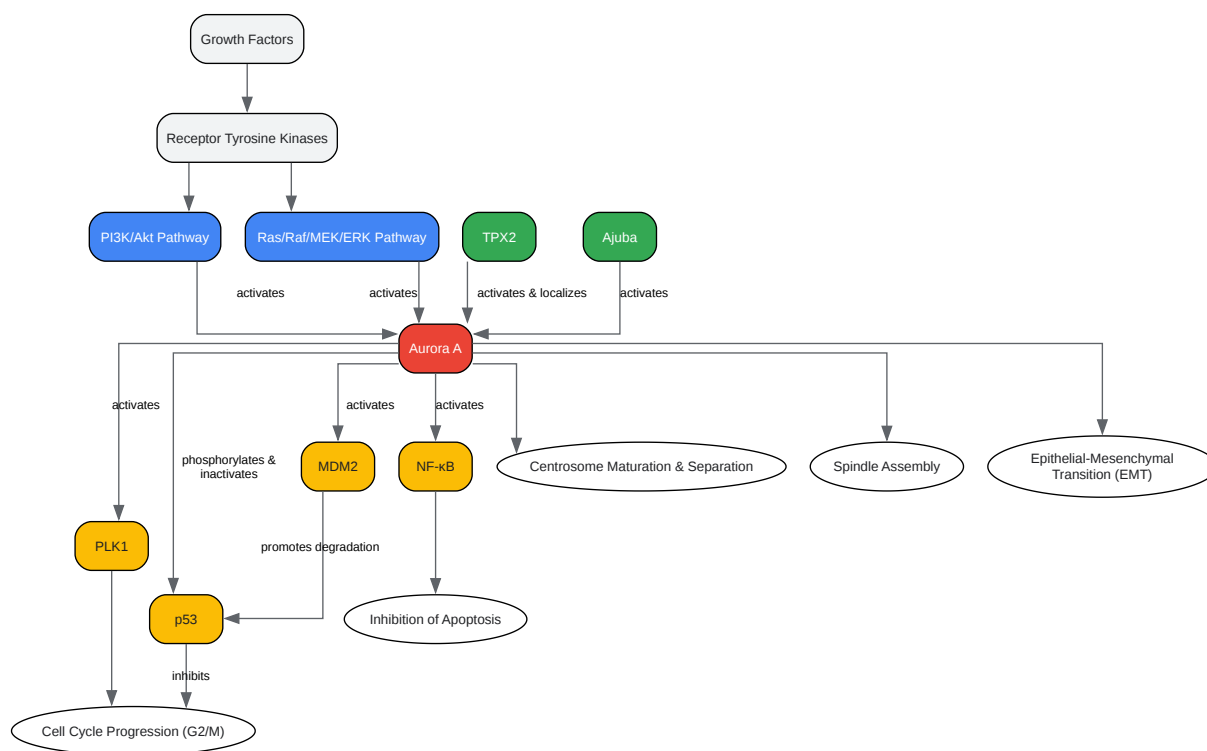 Growth Factors
Receptor Tyrosine Kinases
PI3K/Akt Pathway
Ras/Raf/MEK/ERK Pathway
TPX2
Ajuba
activates
activates
activates & localizes
activates
Aurora A
activates
activates
activates
phosphorylates &
inactivates
MDM2
NF-κB
Centrosome Maturation & Separation
Spindle Assembly
Epithelial-Mesenchymal
Transition (EMT)
PLK1
promotes degradation
p53
Inhibition of Apoptosis
inhibits
Cell Cycle Progression (G2/M)